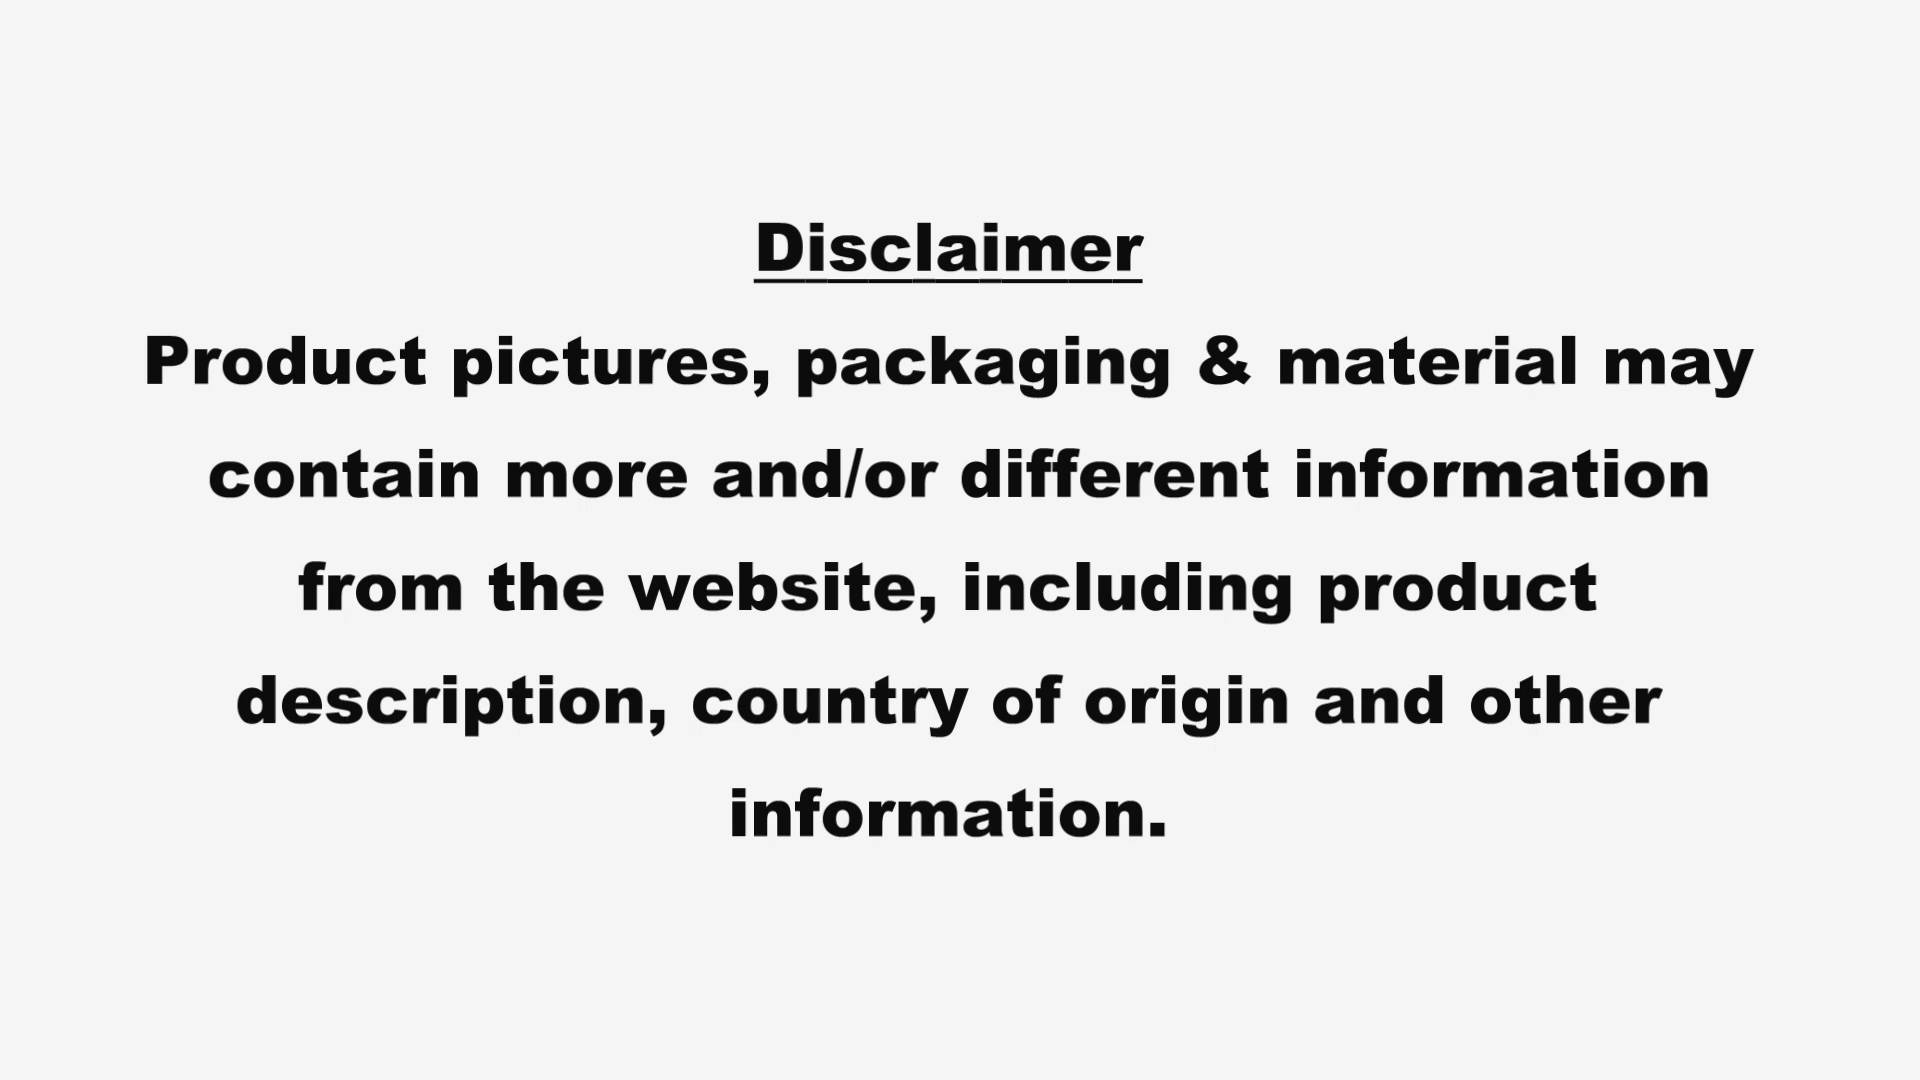 Disclaimer
Product pictures, packaging & material may
contain more and/or different information
from the website, including product
description, country of origin and other
information.